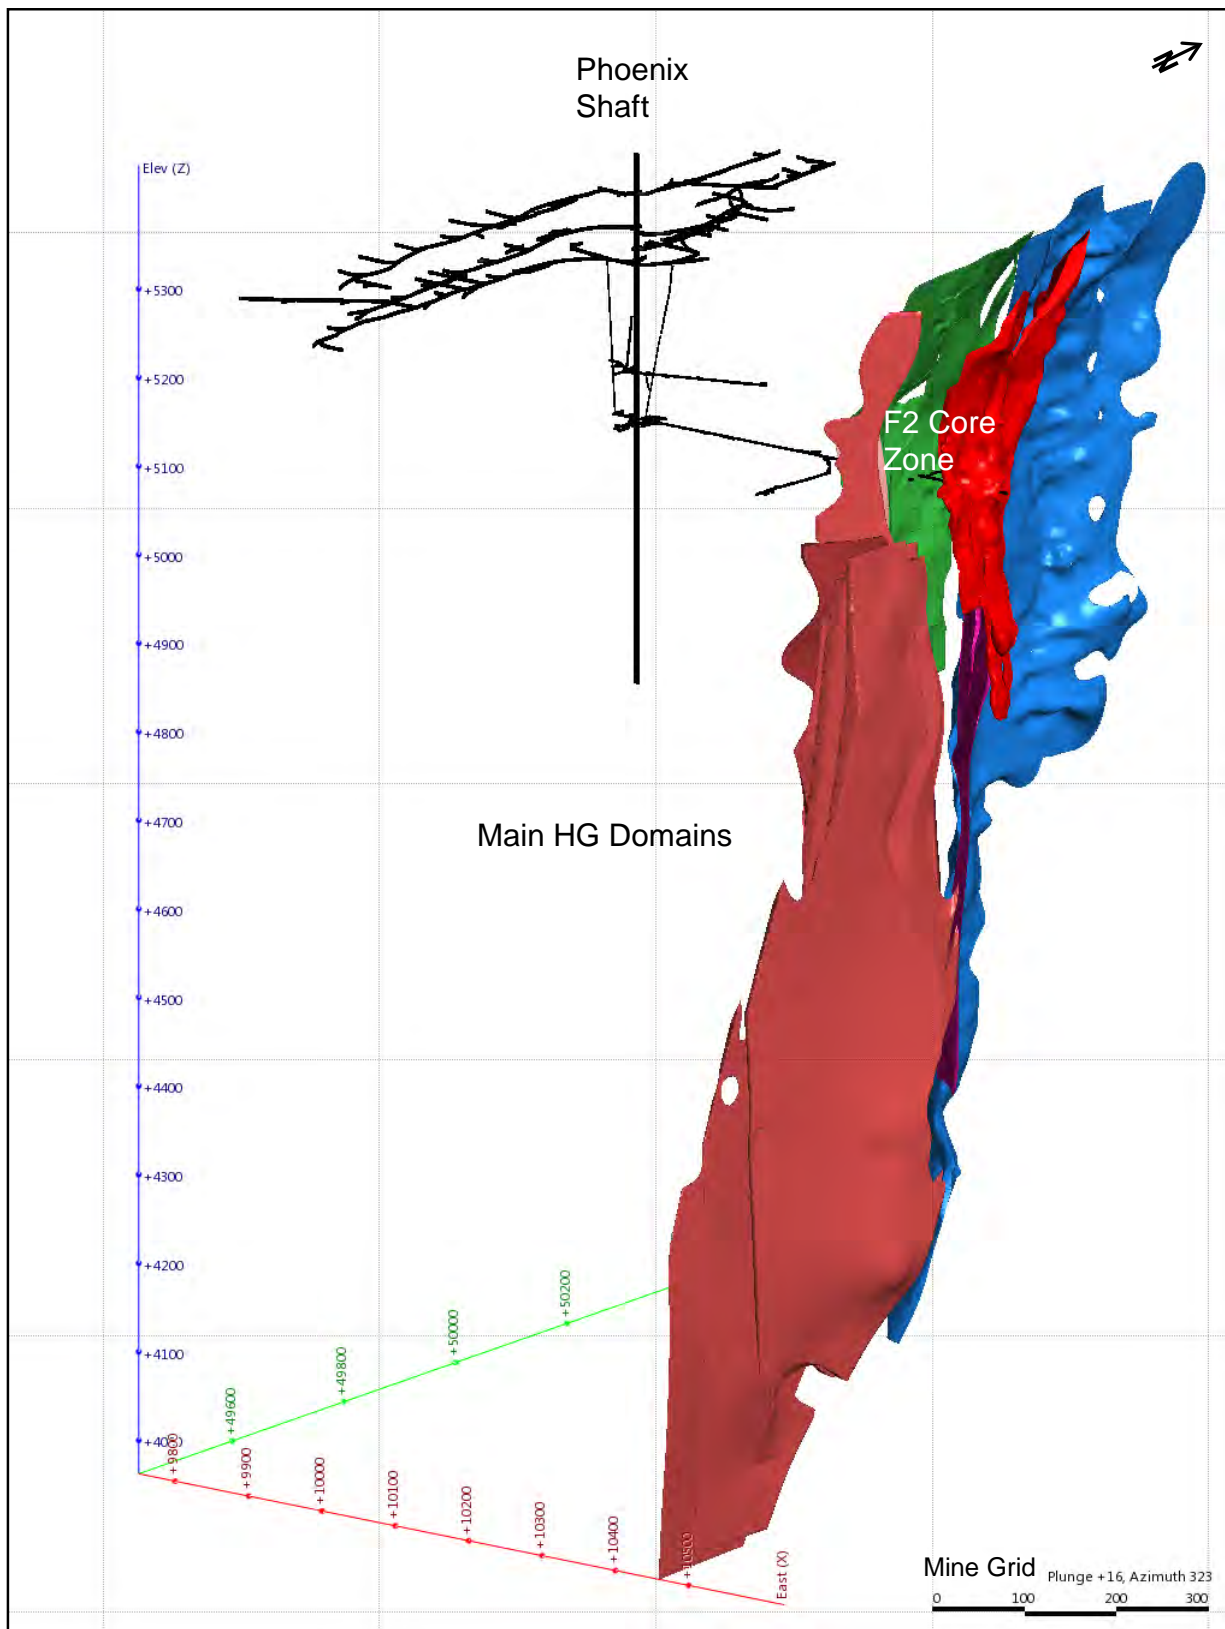 N
Phoenix
Shaft
Elev (Z)
+5300
+5200
F2 Core
Zone
+5100
+5000
+4900
+4800
+4700
Main HG Domains
+4600
+4500
+4400
+4300
+4200
+4100
+4000
+49600
+49800
+50000
+50200
+9800
+9900
+10000
+10100
+10200
+10300
+10400
+10500
East (X)
Mine Grid
Plunge +16, Azimuth 323
0 100 200 300